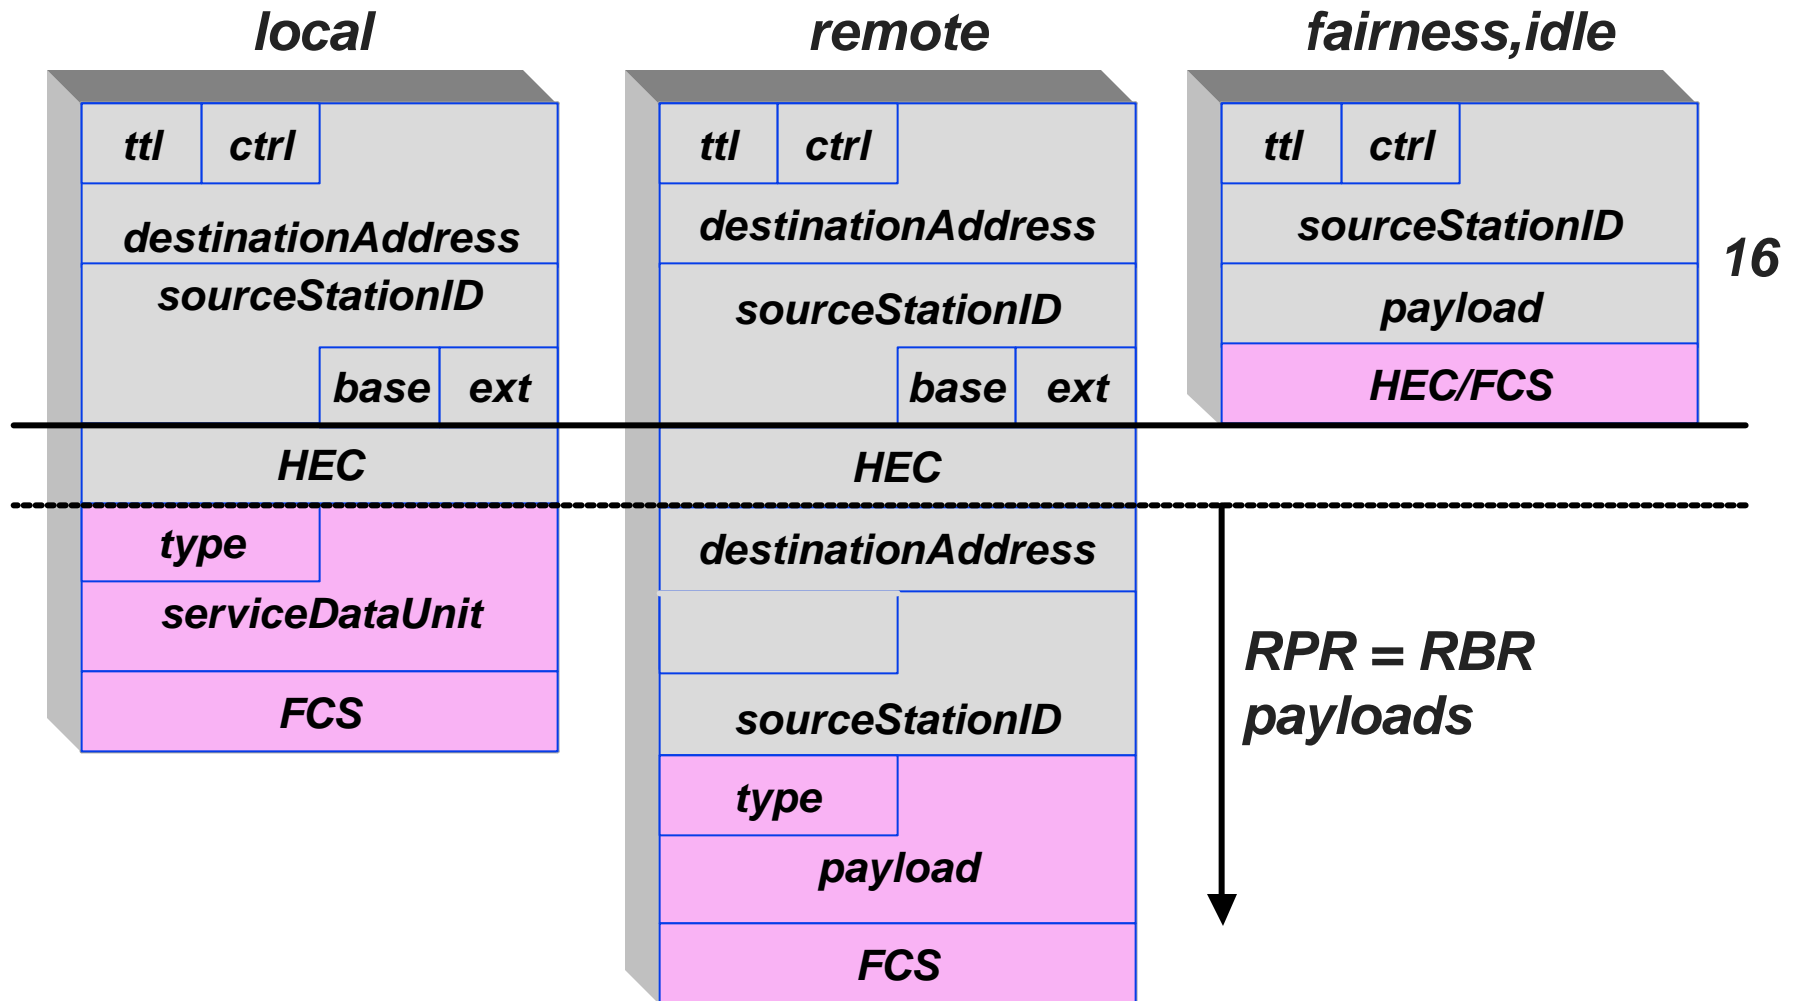 local
ttl ctrl
destinationAddress
sourceStationID
base ext
HEC
type
serviceDataUnit
FCS
remote
ttl ctrl
destinationAddress
sourceStationID
base ext
HEC
destinationAddress
sourceStationID
type
payload
FCS
fairness,idle
ttl ctrl
sourceStationID
payload
HEC/FCS
16
RPR = RBR
payloads